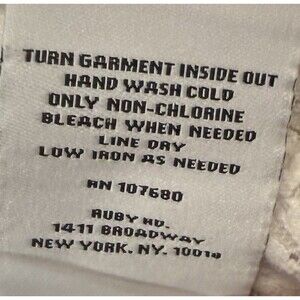 TURN GARMENT INSIDE OUT
HAND WASH COLD
ONLY NON-CHLORINE
BLEACH WHEN NEEDED
LINE DRY
LOW IRON AS NEEDED
RN 107680
RUBY RD.
1411 BROADWAY
NEW YORK, NY. 10018